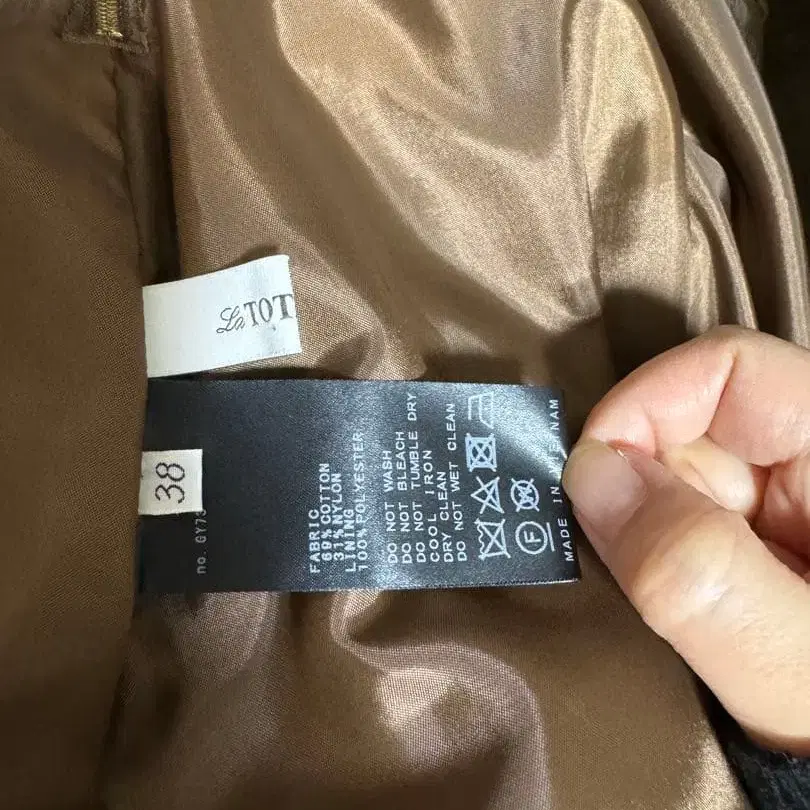 La TOT
38
no. GY73
FABRIC
69% COTTON
31% NYLON
LINING
100% POLYESTER
DO NOT WASH
DO NOT BLEACH
DO NOT TUMBLE DRY
COOL IRON
DRY CLEAN
DO NOT WET CLEAN
F
MADE IN VIETNAM